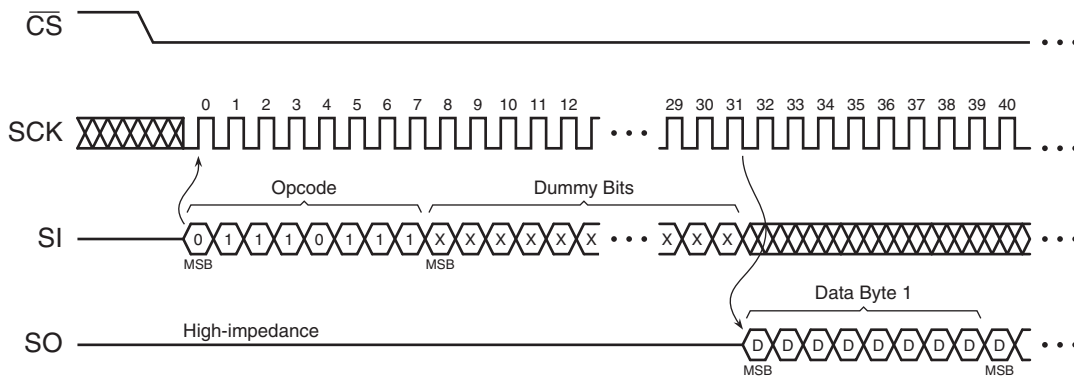 CS
0 1 2 3 4 5 6 7 8 9 10 11 12 29 30 31 32 33 34 35 36 37 38 39 40
SCK
Opcode Dummy Bits
SI 0 1 1 1 0 1 1 1 X X X X X X X X X
MSB MSB
Data Byte 1
High-impedance
SO D D D D D D D D D
MSB MSB